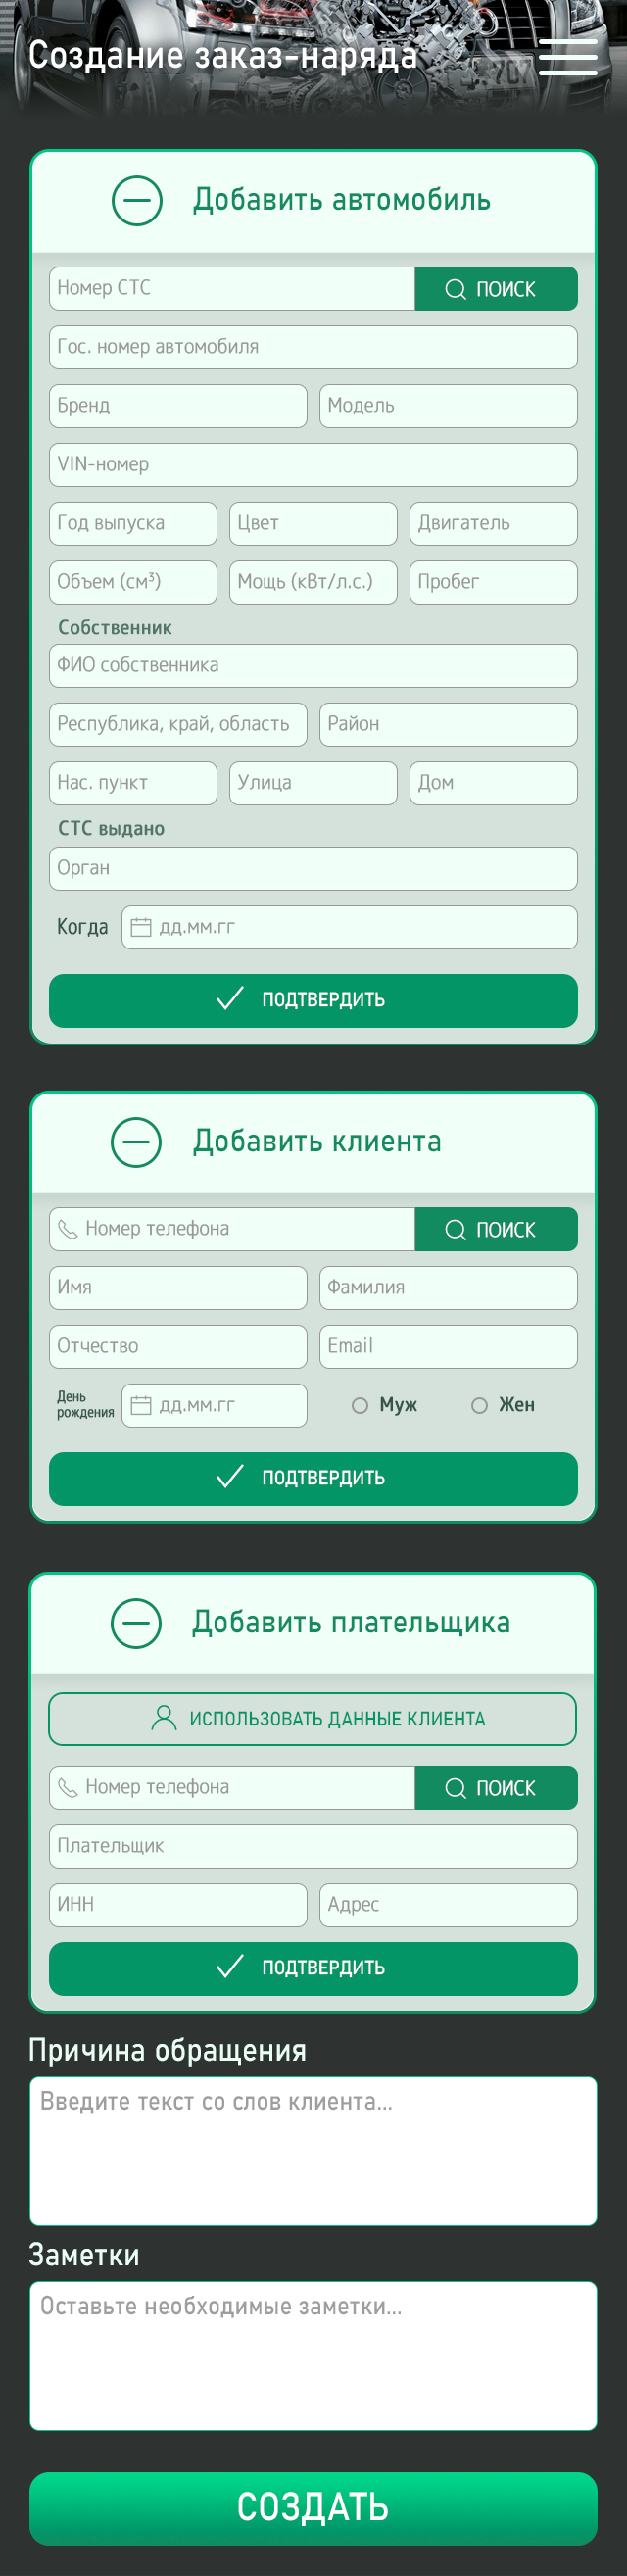 Создание заказ-наряда
Добавить автомобиль
Номер СТС
ПОИСК
Гос. номер автомобиля
Бренд Модель
VIN-номер
Год выпуска Цвет Двигатель
Объем (см³) Мощь (кВт/л.с.) Пробег
Собственник
ФИО собственника
Республика, край, область Район
Нас. пункт Улица Дом
СТС выдано
Орган
Когда дд.мм.гг
ПОДТВЕРДИТЬ
Добавить клиента
Номер телефона ПОИСК
Имя Фамилия
Отчество Email
День
рождения дд.мм.гг Муж Жен
ПОДТВЕРДИТЬ
Добавить плательщика
ИСПОЛЬЗОВАТЬ ДАННЫЕ КЛИЕНТА
Номер телефона ПОИСК
Плательщик
ИНН Адрес
ПОДТВЕРДИТЬ
Причина обращения
Введите текст со слов клиента...
Заметки
Оставьте необходимые заметки...
СОЗДАТЬ